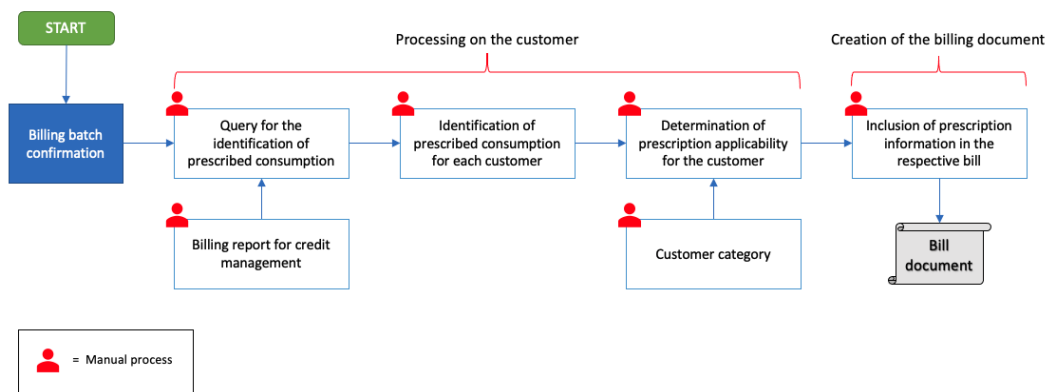 START
Processing on the customer
Creation of the billing document
Billing batch
confirmation
Query for the
identification of
prescribed consumption
Identification of
prescribed consumption
for each customer
Determination of
prescription applicability
for the customer
Inclusion of prescription
information in the
respective bill
Billing report for credit
management
Customer category
Bill
document
= Manual process